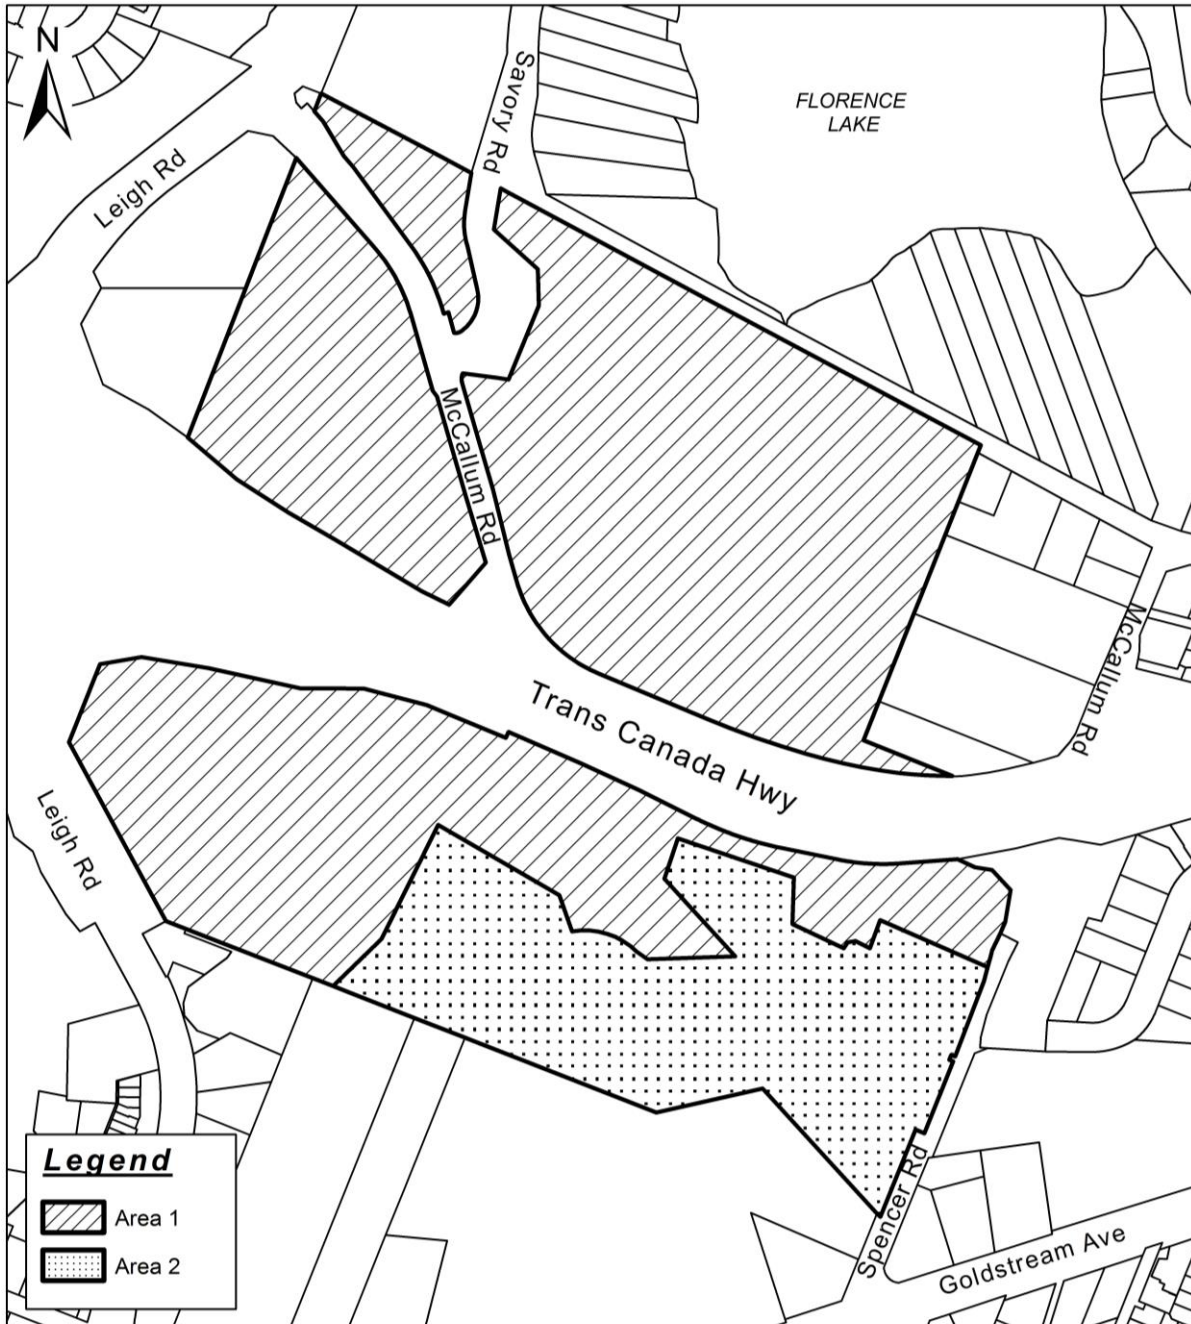 N
Savory Rd
FLORENCE
LAKE
Leigh Rd
McCallum Rd
McCallum Rd
Trans Canada Hwy
Leigh Rd
Legend
Area 1
Area 2
Spencer Rd
Goldstream Ave